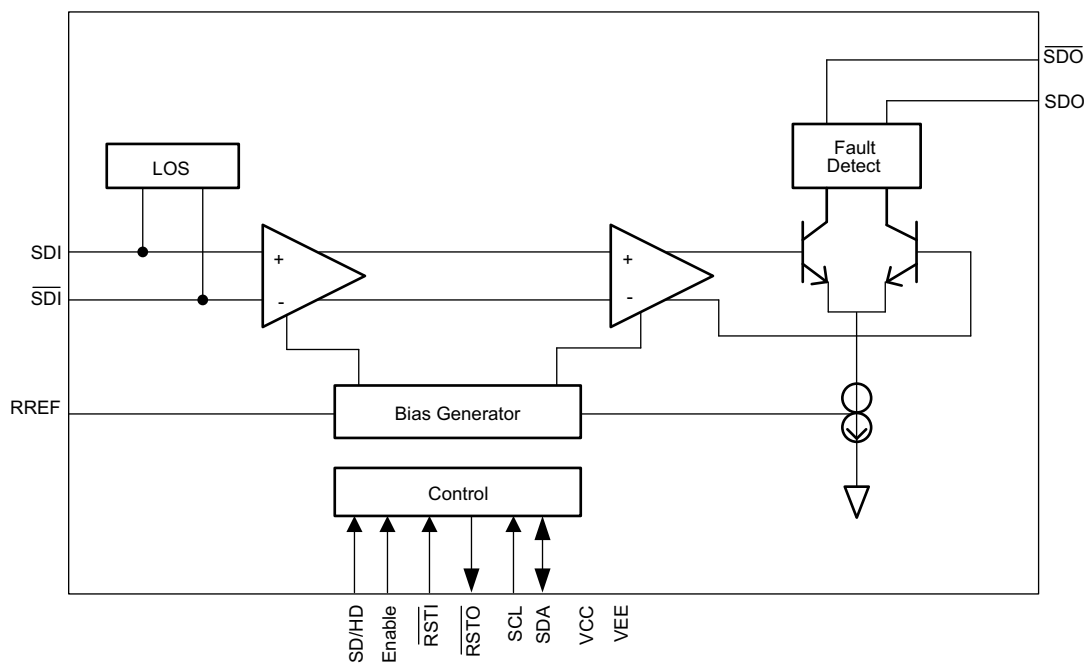 SDO
SDO
Fault
Detect
LOS
SDI
+
+
SDI
-
-
RREF
Bias Generator
Control
SD/HD
Enable
RSTI
RSTO
SCL
SDA
VCC
VEE